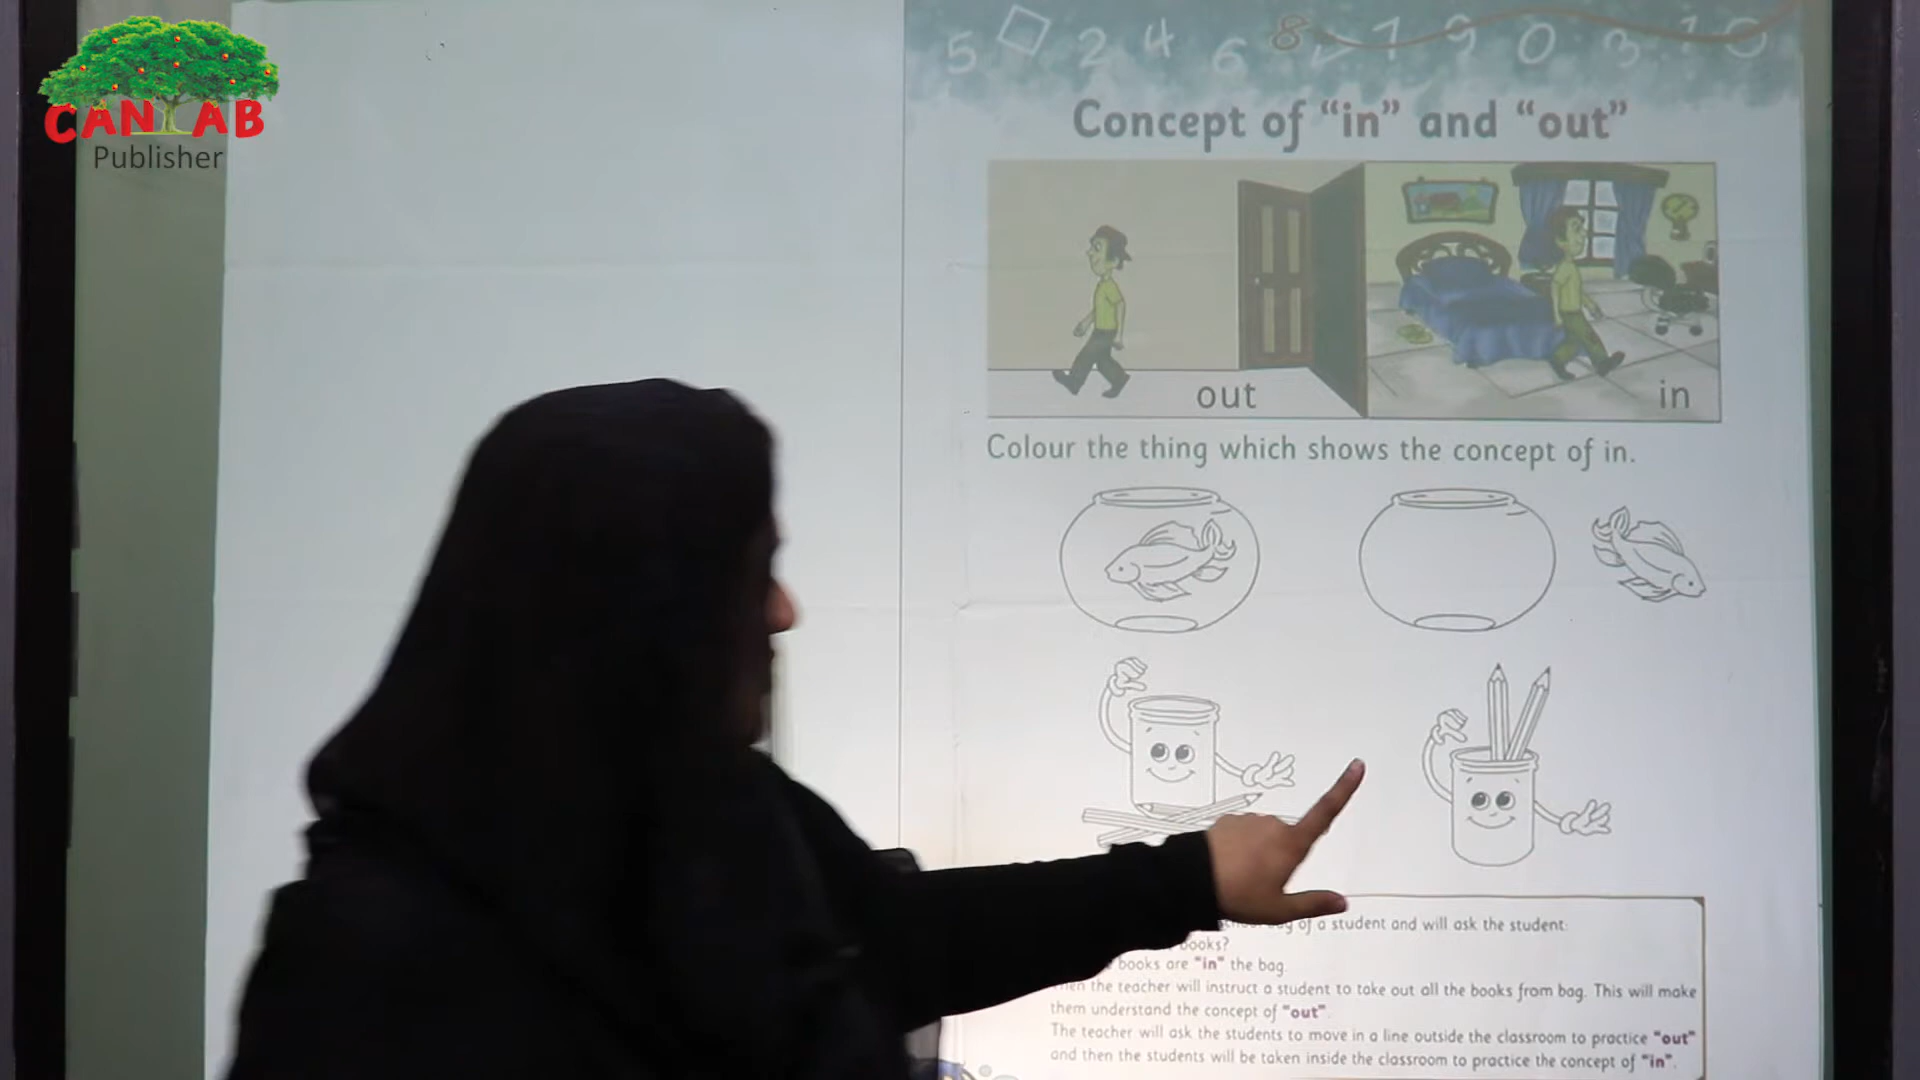 CANTAB
Publisher
5 2 4 6 8 7 9 0 3 10
Concept of “in” and “out”
out
in
Colour the thing which shows the concept of in.
of a student and will ask the student:
books?
books are "in" the bag.
the teacher will instruct a student to take out all the books from bag. This will make
them understand the concept of "out".
The teacher will ask the students to move in a line outside the classroom to practice "out"
and then the students will be taken inside the classroom to practice the concept of "in".